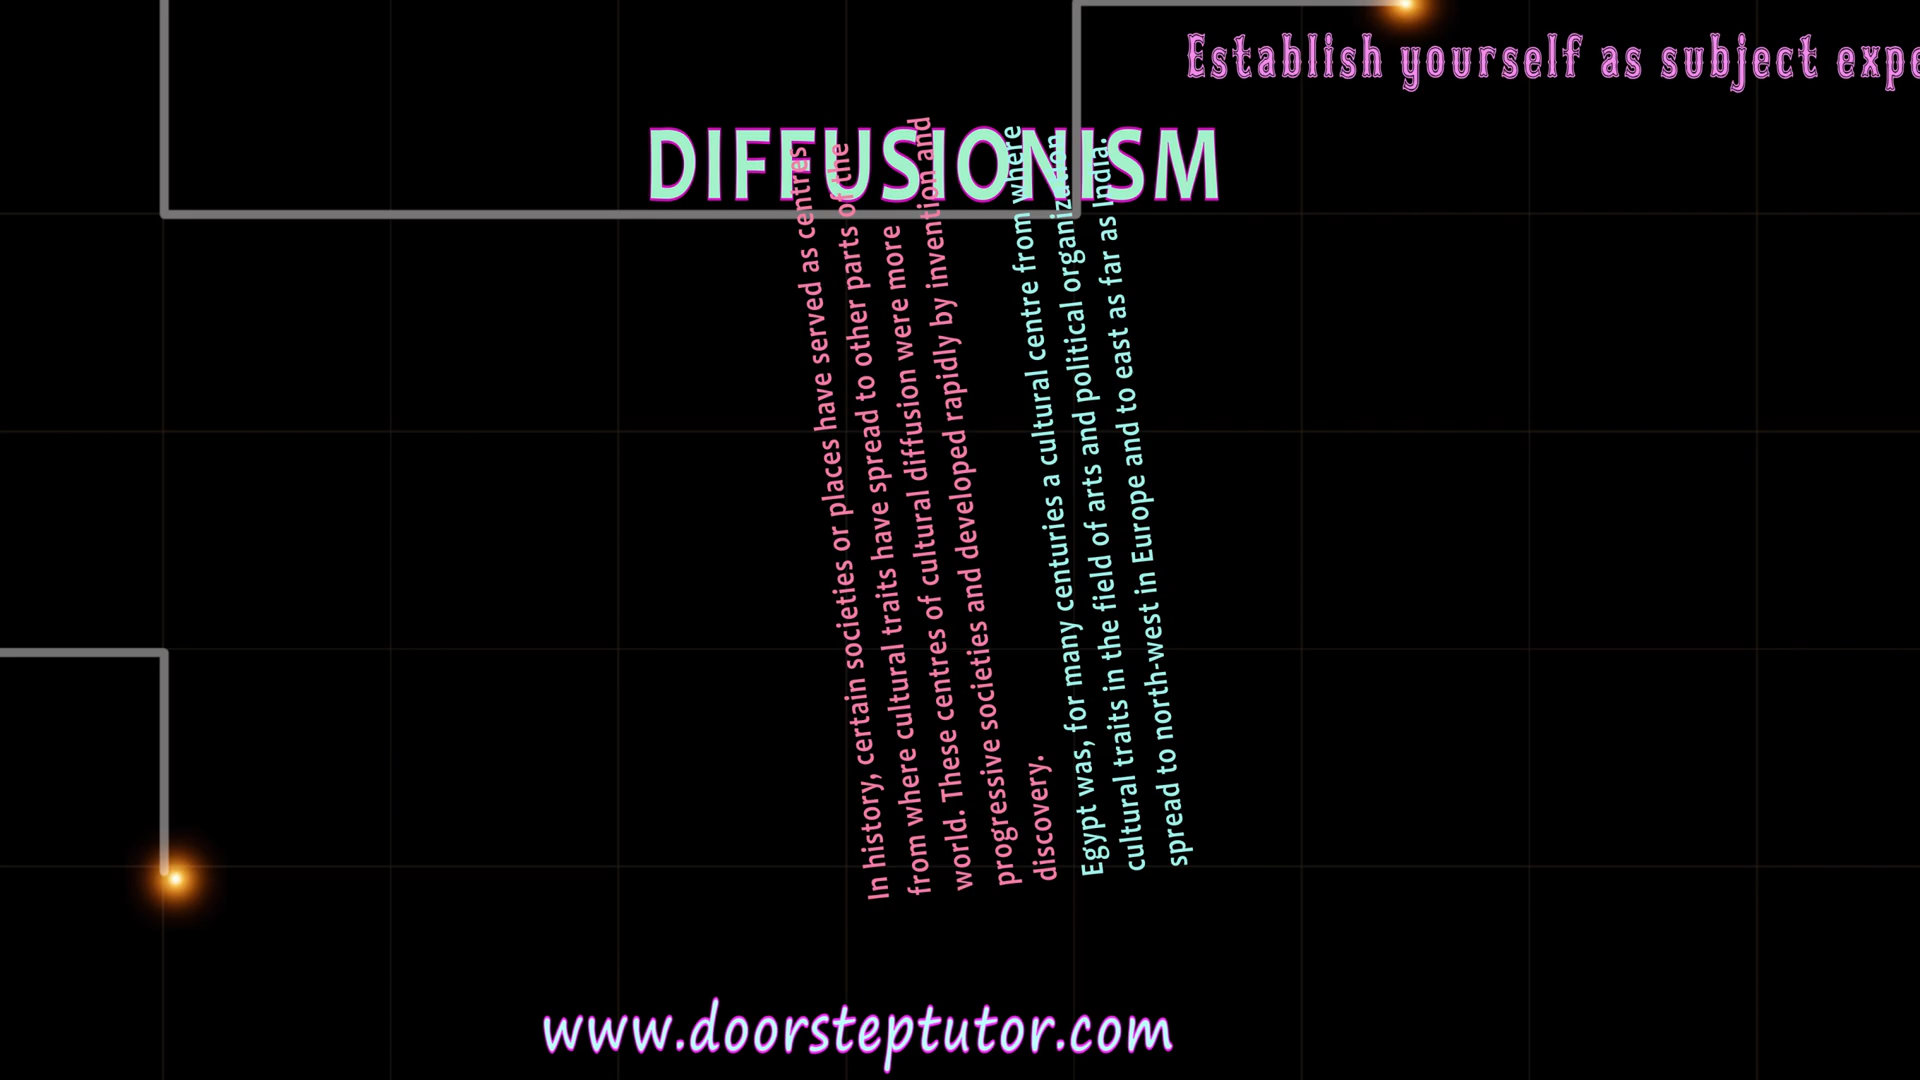 Establish yourself as subject expe
DIFFUSIONISM
In history, certain societies or places have served as centres
from where cultural traits have spread to other parts of the
world. These centres of cultural diffusion were more
progressive societies and developed rapidly by invention and
discovery.
Egypt was, for many centuries a cultural centre from where
cultural traits in the field of arts and political organization
spread to north-west in Europe and to east as far as India.
www.doorsteptutor.com